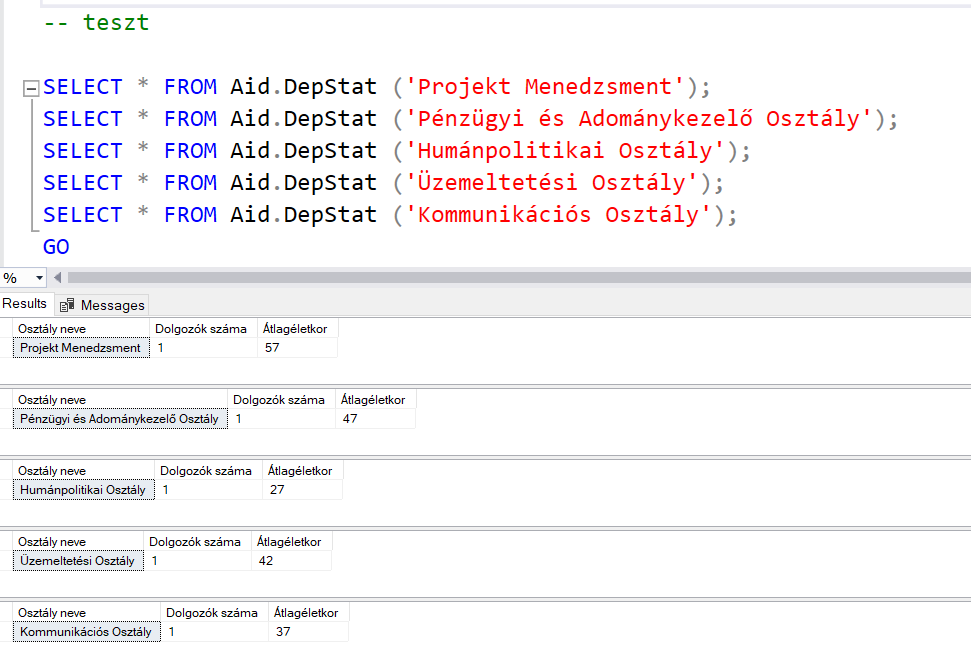 -- teszt
SELECT * FROM Aid.DepStat ('Projekt Menedzsment');
SELECT * FROM Aid.DepStat ('Pénzügyi és Adománykezelő Osztály');
SELECT * FROM Aid.DepStat ('Humánpolitikai Osztály');
SELECT * FROM Aid.DepStat ('Üzemeltetési Osztály');
SELECT * FROM Aid.DepStat ('Kommunikációs Osztály');
GO
%
Results Messages
Osztály neve Dolgozók száma Átlagéletkor
Projekt Menedzsment 1 57
Osztály neve Dolgozók száma Átlagéletkor
Pénzügyi és Adománykezelő Osztály 1 47
Osztály neve Dolgozók száma Átlagéletkor
Humánpolitikai Osztály 1 27
Osztály neve Dolgozók száma Átlagéletkor
Üzemeltetési Osztály 1 42
Osztály neve Dolgozók száma Átlagéletkor
Kommunikációs Osztály 1 37